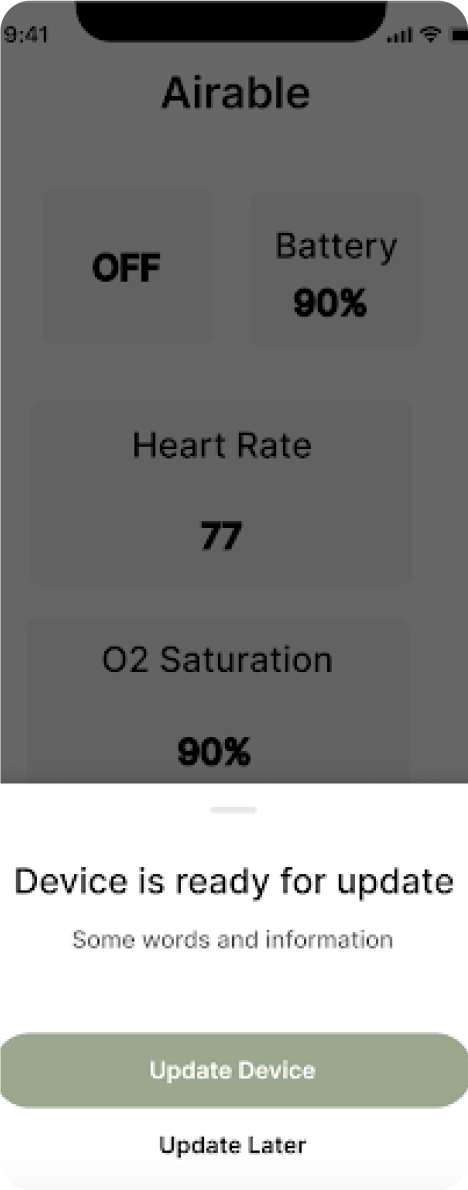 9:41
Airable
OFF
Battery
90%
Heart Rate
77
O2 Saturation
90%
Device is ready for update
Some words and information
Update Device
Update Later